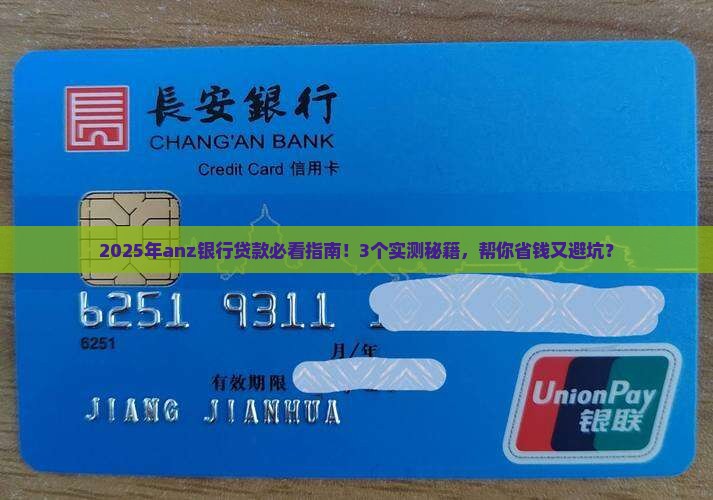 長安銀行
CHANG'AN BANK
Credit Card 信用卡
2025年anz银行贷款必看指南！3个实测秘籍，帮你省钱又避坑？
6251 9311 1
6251
月/年
有效期限
JIANG JIANHUA
UnionPay
银联